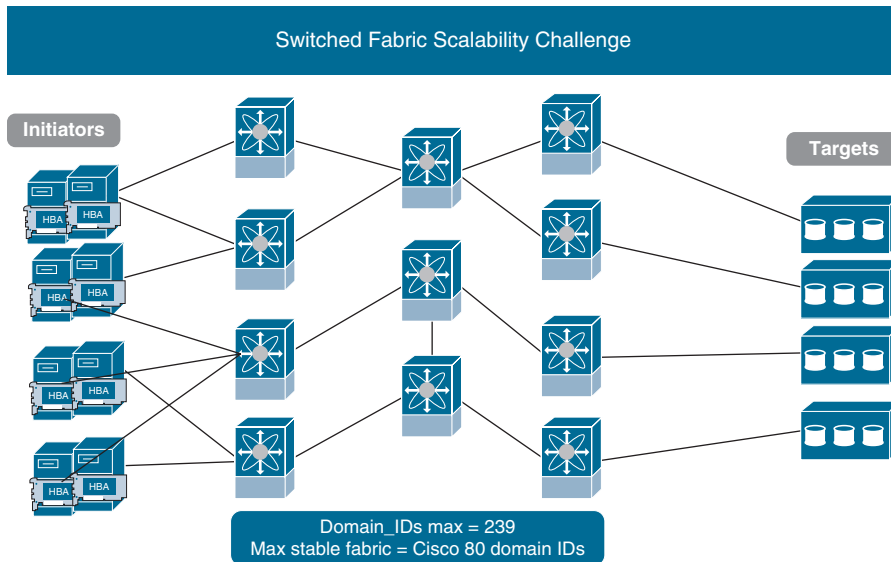 Switched Fabric Scalability Challenge
Initiators
Targets
HBA
HBA
HBA
HBA
HBA
HBA
HBA
HBA
Domain_IDs max = 239
Max stable fabric = Cisco 80 domain IDs